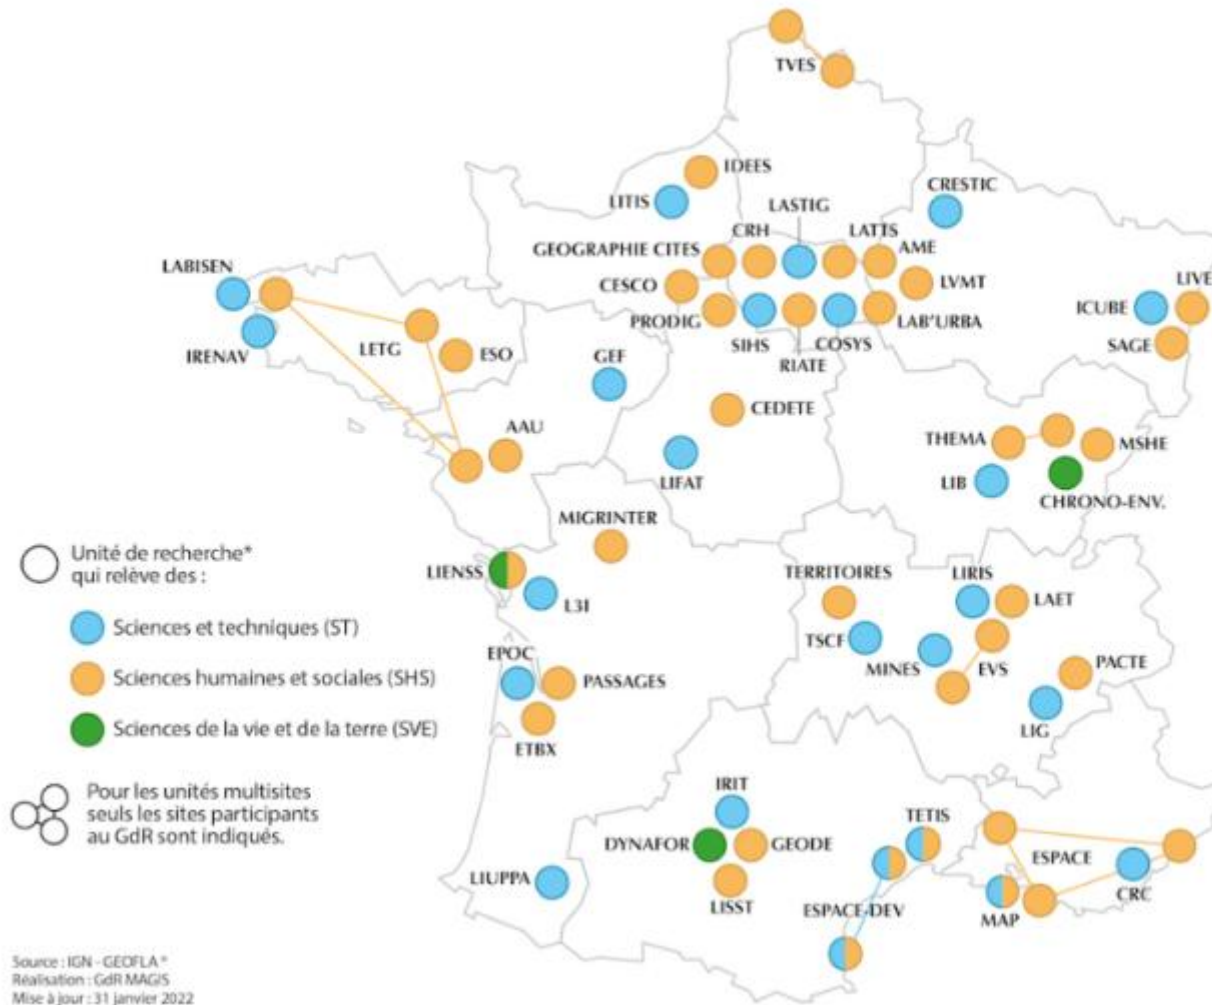 TVES
IDEES
LITIS
CRESTIC
LASTIG
CRH
LATTS
GEOGRAPHIE CITES
AME
LABISEN
CESCO
LVMT
LIVE
ICUBE
PRODIG
LAB'URBA
IRENAV
LETG
ESO
GEF
SIHS
COSYS
RIATE
SAGE
CEDETE
AAU
THEMA
MSHE
LIFAT
LIB
CHRONO-ENV.
MIGRINTER
Unité de recherche*
qui relève des :
LIENSS
TERRITOIRES
LIRIS
LAET
L3I
Sciences et techniques (ST)
TSCF
MINES
EVS
PACTE
EPOC
Sciences humaines et sociales (SHS)
PASSAGES
LIG
Sciences de la vie et de la terre (SVE)
ETBX
Pour les unités multisites
seuls les sites participants
au GdR sont indiqués.
IRIT
TETIS
DYNAFOR
GEODE
ESPACE
LIUPPA
LISST
ESPACE-DEV
MAP
CRC
Source : IGN - GEOFLA ®
Réalisation : GdR MAGIS
Mise à jour : 31 janvier 2022